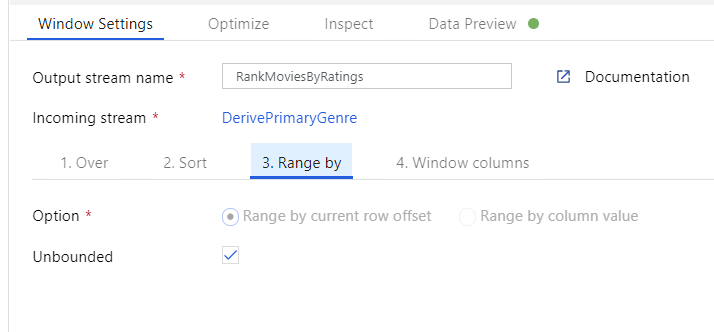 Window Settings Optimize Inspect Data Preview
Output stream name * RankMoviesByRatings Documentation
Incoming stream * DerivePrimaryGenre
1. Over 2. Sort 3. Range by 4. Window columns
Option * Range by current row offset Range by column value
Unbounded